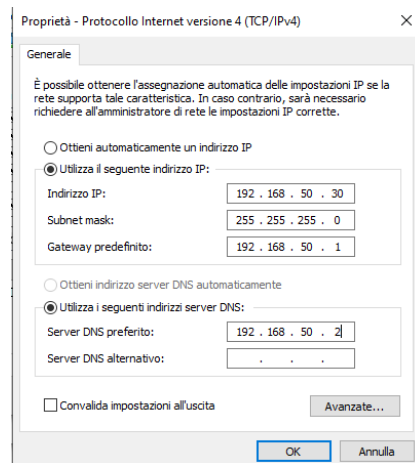 Proprietà - Protocollo Internet versione 4 (TCP/IPv4)
Generale
È possibile ottenere l'assegnazione automatica delle impostazioni IP se la
rete supporta tale caratteristica. In caso contrario, sarà necessario
richiedere all'amministratore di rete le impostazioni IP corrette.
Ottieni automaticamente un indirizzo IP
Utilizza il seguente indirizzo IP:
Indirizzo IP: 192 . 168 . 50 . 30
Subnet mask: 255 . 255 . 255 . 0
Gateway predefinito: 192 . 168 . 50 . 1
Ottieni indirizzo server DNS automaticamente
Utilizza i seguenti indirizzi server DNS:
Server DNS preferito: 192 . 168 . 50 . 2
Server DNS alternativo: . . .
Convalida impostazioni all'uscita
Avanzate...
OK Annulla